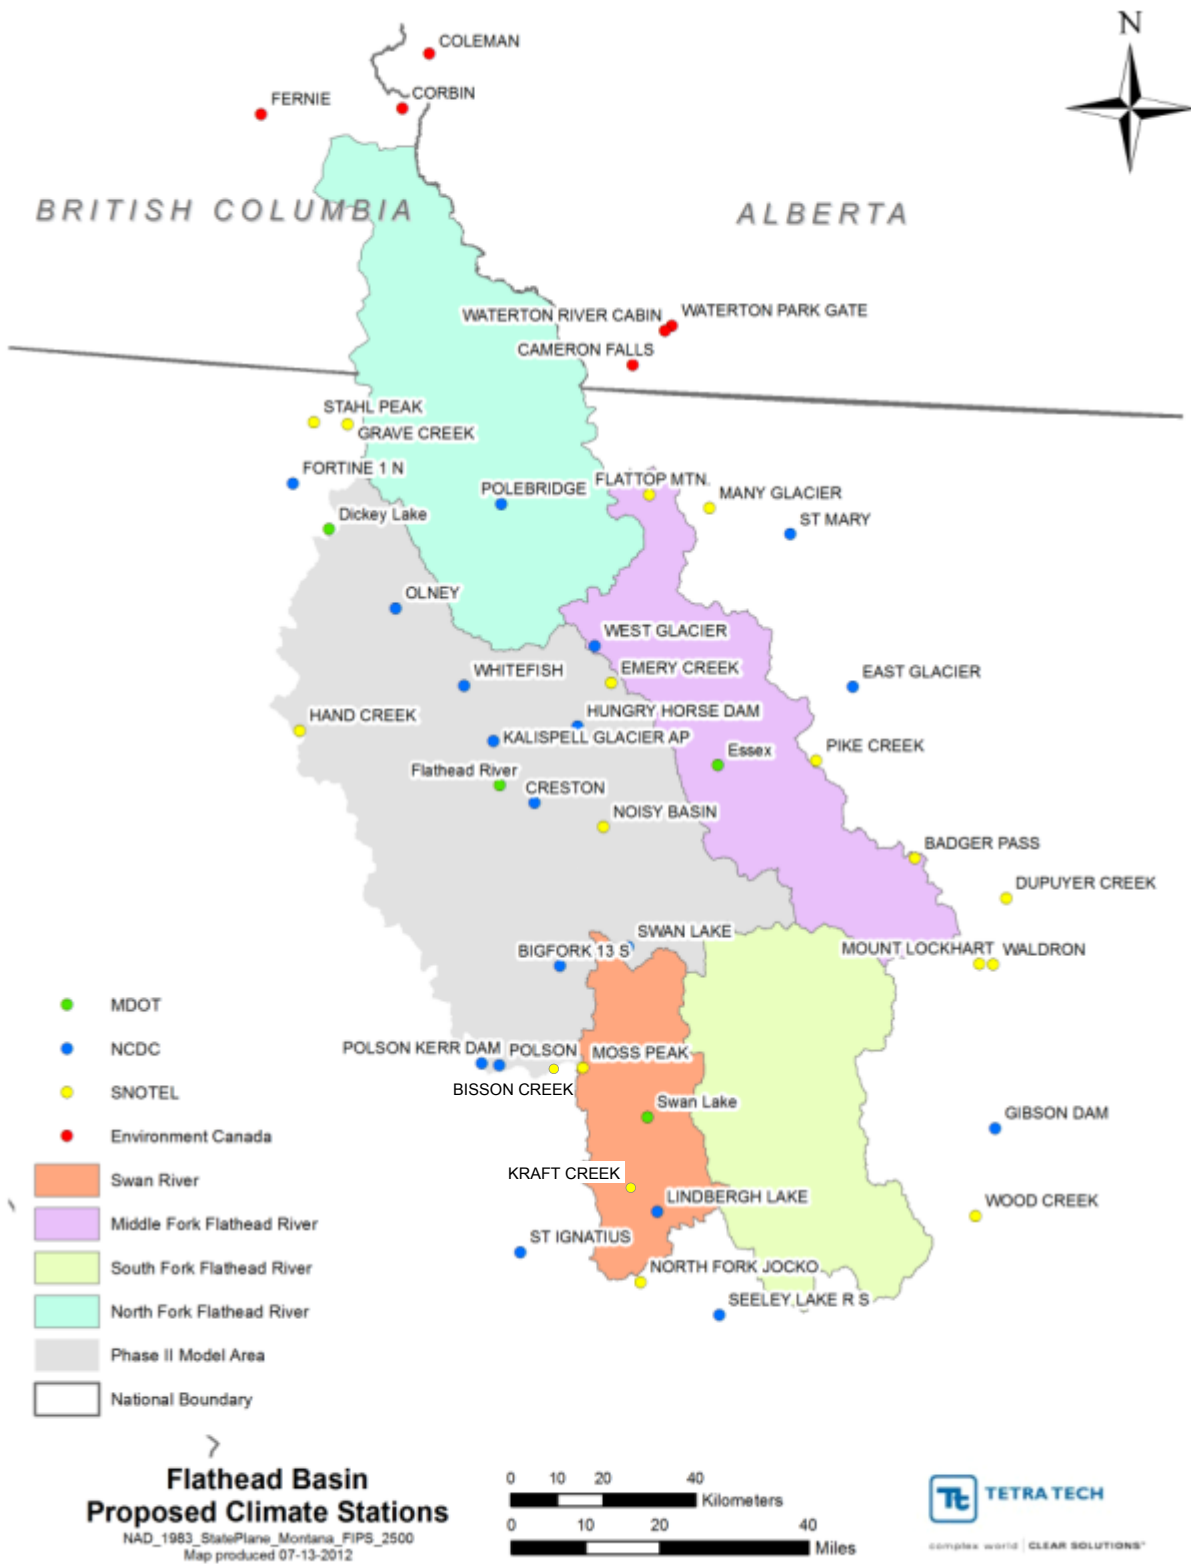 N
COLEMAN
FERNIE
CORBIN
BRITISH COLUMBIA
ALBERTA
WATERTON RIVER CABIN
WATERTON PARK GATE
CAMERON FALLS
STAHL PEAK
GRAVE CREEK
FORTINE 1 N
POLEBRIDGE
FLATTOP MTN.
MANY GLACIER
Dickey Lake
ST MARY
OLNEY
WEST GLACIER
WHITEFISH
EMERY CREEK
EAST GLACIER
HAND CREEK
HUNGRY HORSE DAM
KALISPELL GLACIER AP
Essex
PIKE CREEK
Flathead River
CRESTON
NOISY BASIN
BADGER PASS
DUPUYER CREEK
SWAN LAKE
BIGFORK 13 S
MOUNT LOCKHART
WALDRON
POLSON KERR DAM
POLSON
MOSS PEAK
BISSON CREEK
Swan Lake
GIBSON DAM
KRAFT CREEK
LINDBERGH LAKE
WOOD CREEK
ST IGNATIUS
NORTH FORK JOCKO
SEELEY LAKE R S
MDOT
NCDC
SNOTEL
Environment Canada
Swan River
Middle Fork Flathead River
South Fork Flathead River
North Fork Flathead River
Phase II Model Area
National Boundary
Flathead Basin
Proposed Climate Stations
NAD_1983_StatePlane_Montana_FIPS_2500
Map produced 07-13-2012
0 10 20 40
Kilometers
0 10 20 40
Miles
Tt TETRA TECH
complex world | CLEAR SOLUTIONS™